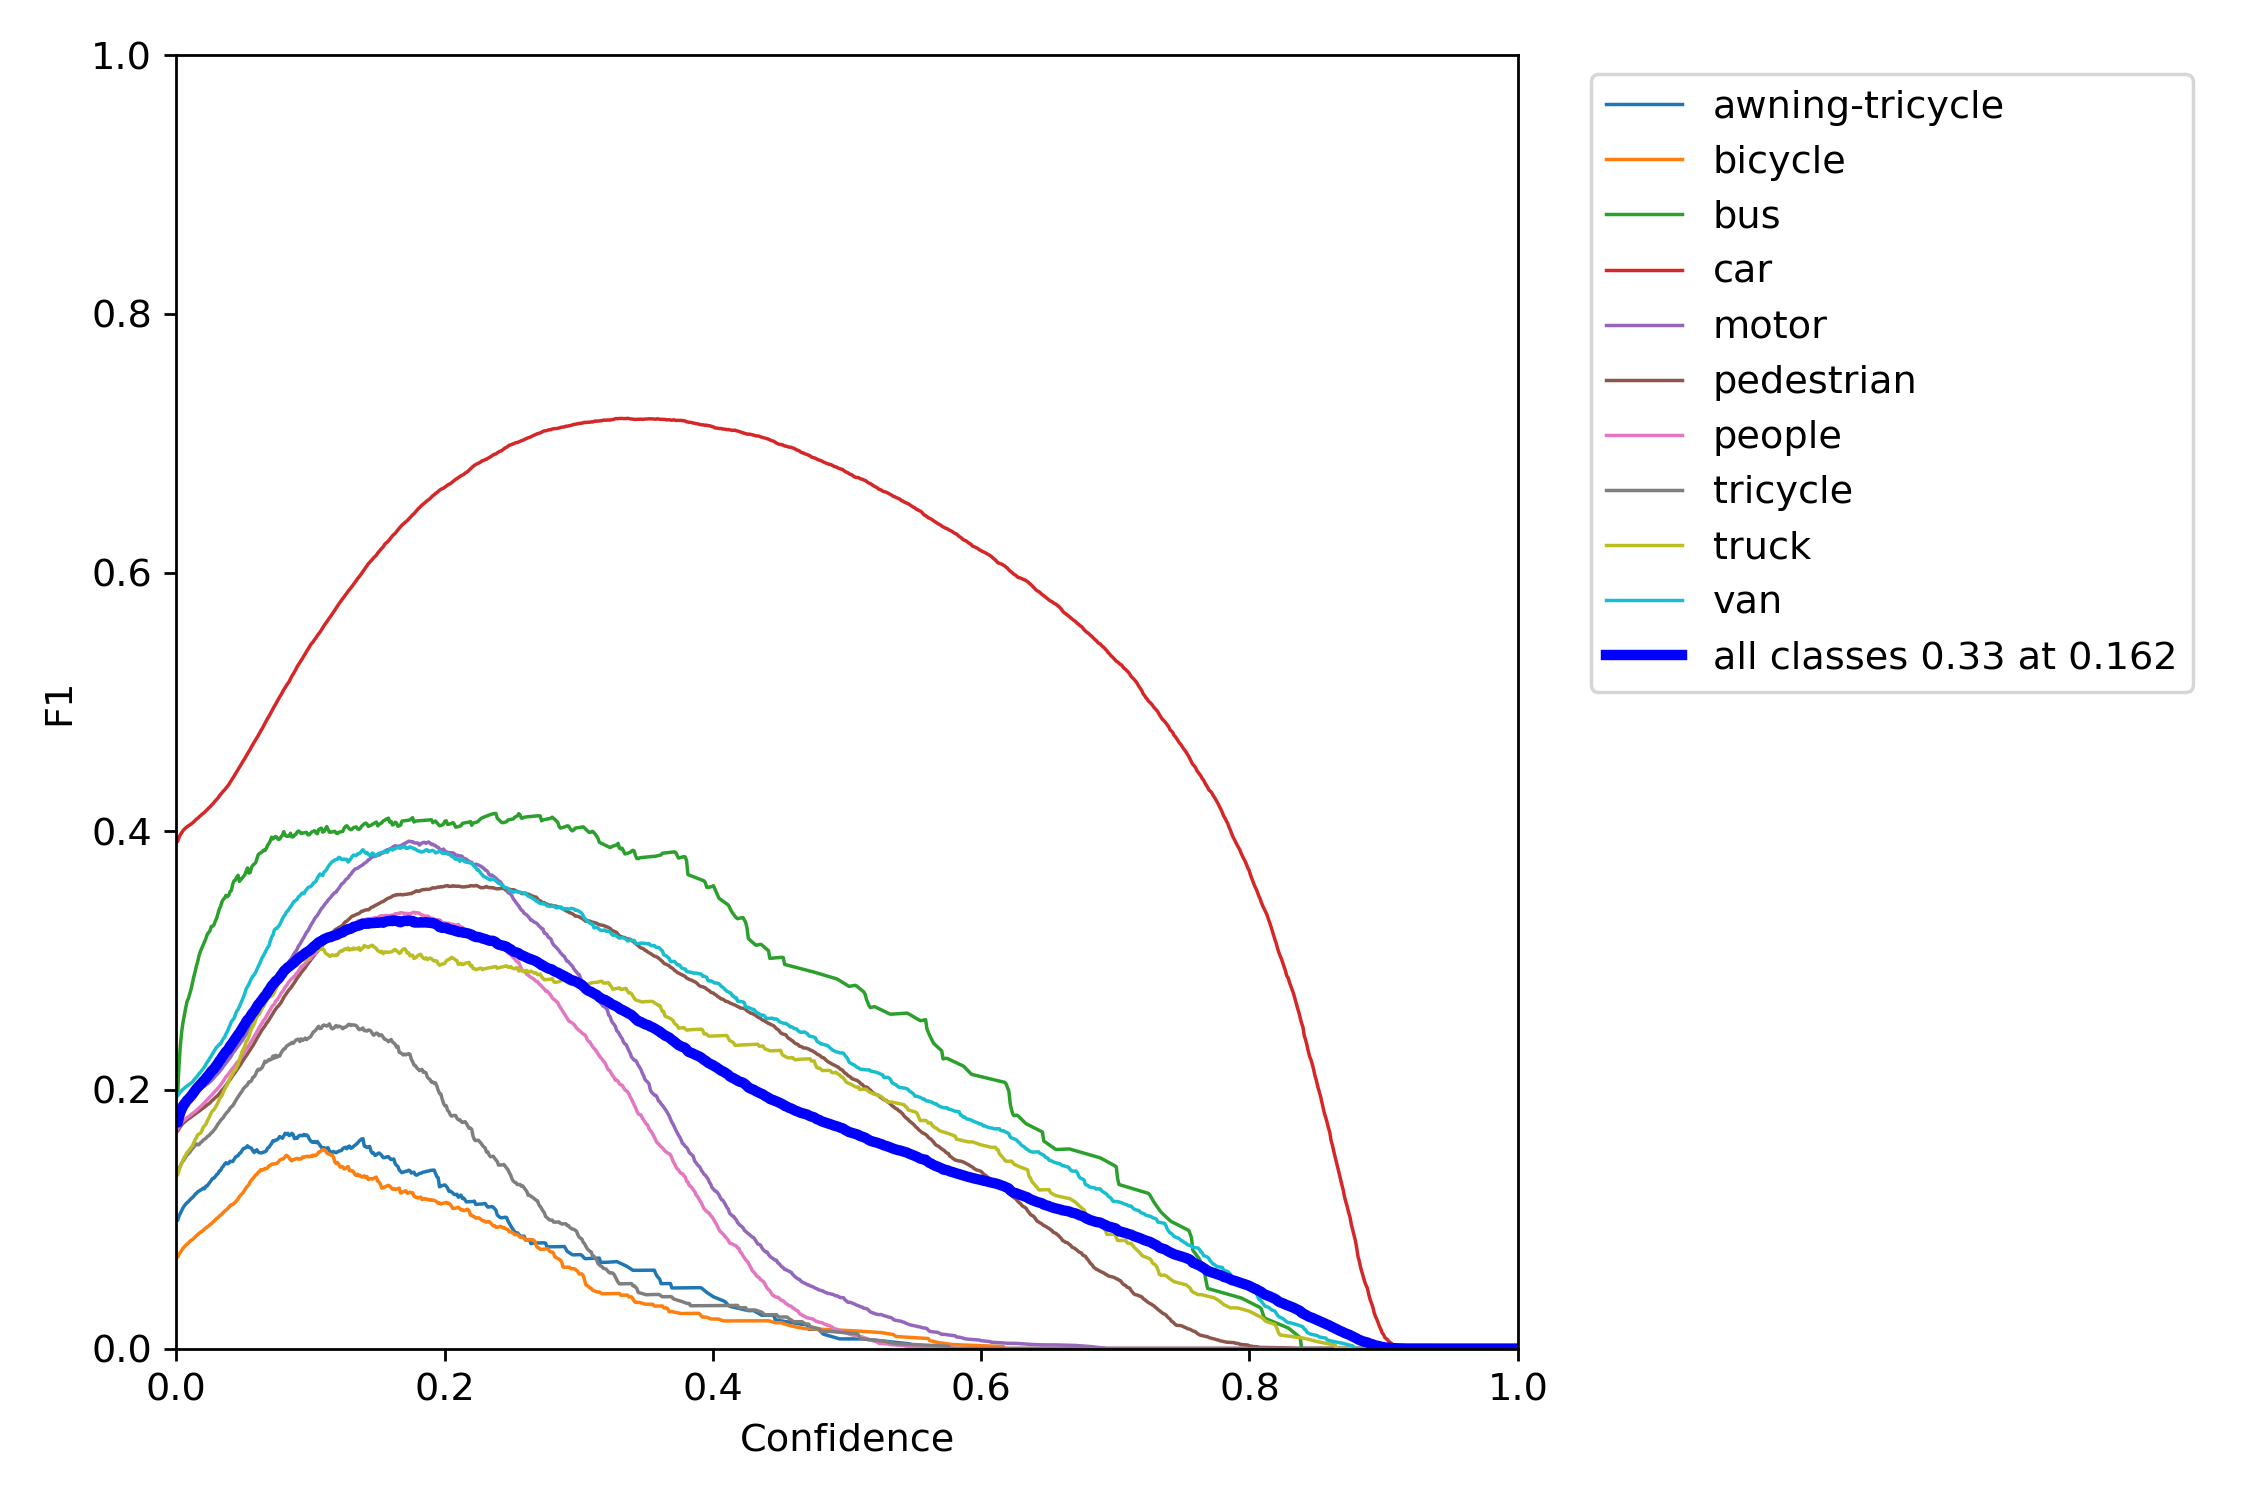 1.0
0.8
0.6
0.4
0.2
0.0
F1
0.0 0.2 0.4 0.6 0.8 1.0
Confidence
awning-tricycle
bicycle
bus
car
motor
pedestrian
people
tricycle
truck
van
all classes 0.33 at 0.162